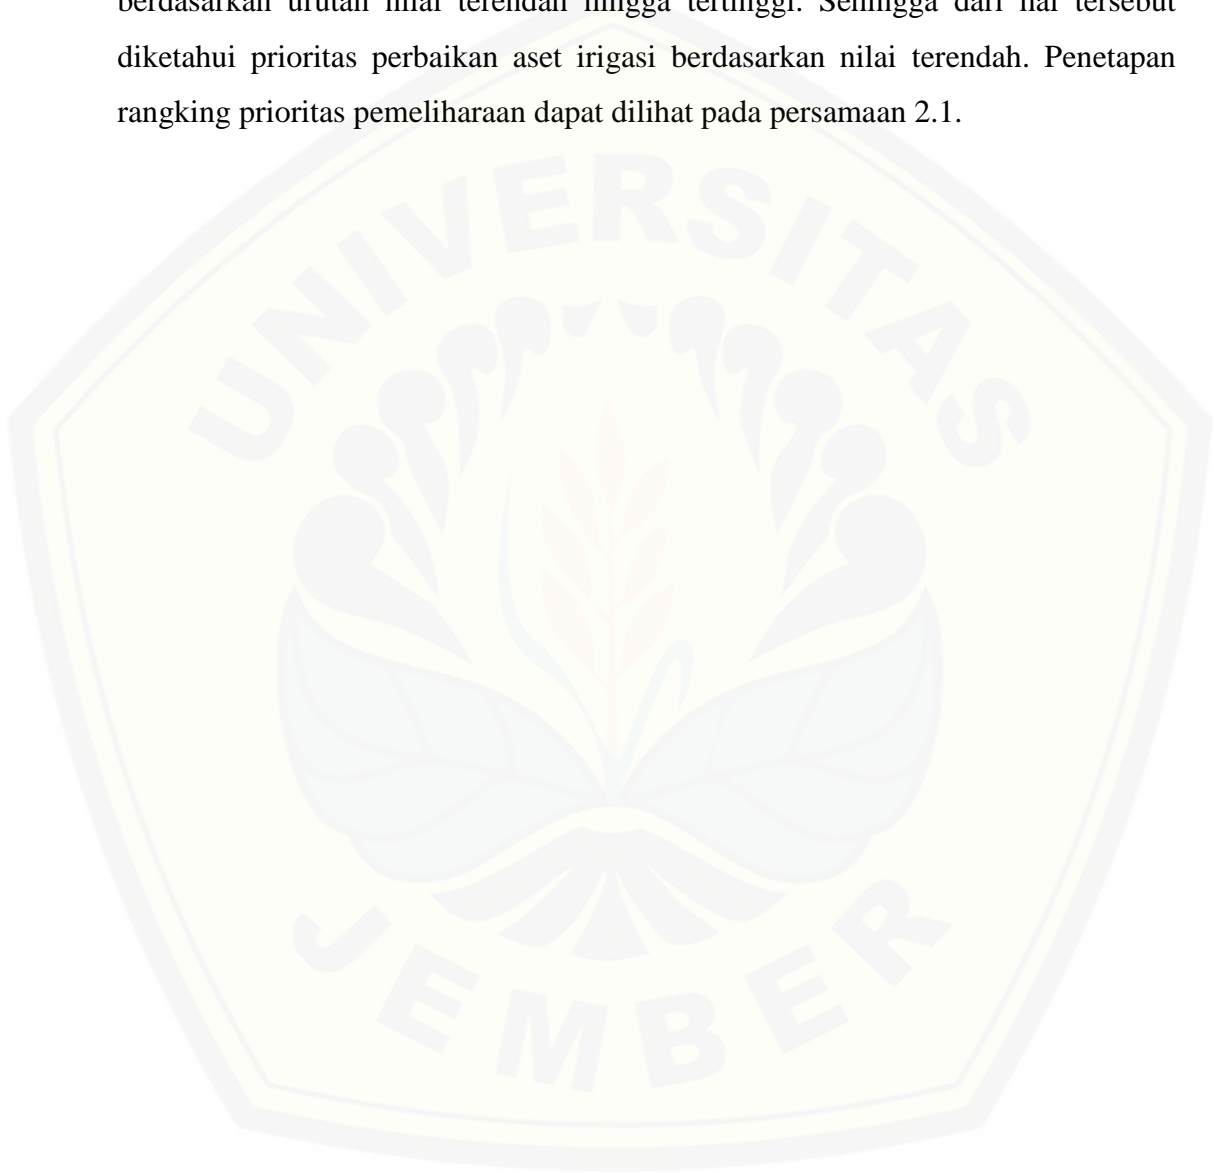 berdasarkan urutan nilai terendah hingga tertinggi. Sehingga dari hal tersebut
diketahui prioritas perbaikan aset irigasi berdasarkan nilai terendah. Penetapan
rangking prioritas pemeliharaan dapat dilihat pada persamaan 2.1.
UNIVERSITAS
JEMBER